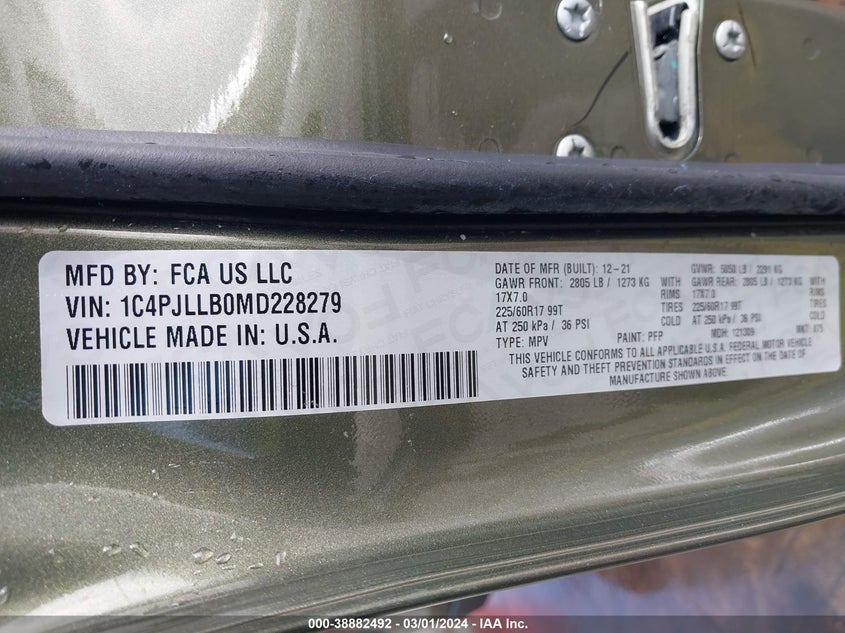 MFD BY: FCA US LLC
VIN: 1C4PJLLB0MD228279
VEHICLE MADE IN: U.S.A.
DATE OF MFR (BUILT): 12-21 GVWR: 5050 LB / 2291 KG
GAWR FRONT: 2805 LB / 1273 KG WITH GAWR REAR: 2805 LB / 1273 KG WITH
17X7.0 RIMS 17X7.0 RIMS
225/60R17 99T TIRES 225/60R17 99T TIRES
AT 250 kPa / 36 PSI COLD AT 250 kPa / 36 PSI COLD
TYPE: MPV PAINT: PFP MDH: 121309 MNT: 875
THIS VEHICLE CONFORMS TO ALL APPLICABLE U.S.A. FEDERAL MOTOR VEHICLE
SAFETY AND THEFT PREVENTION STANDARDS IN EFFECT ON THE DATE OF
MANUFACTURE SHOWN ABOVE.
000-38882492 - 03/01/2024 - IAA Inc.